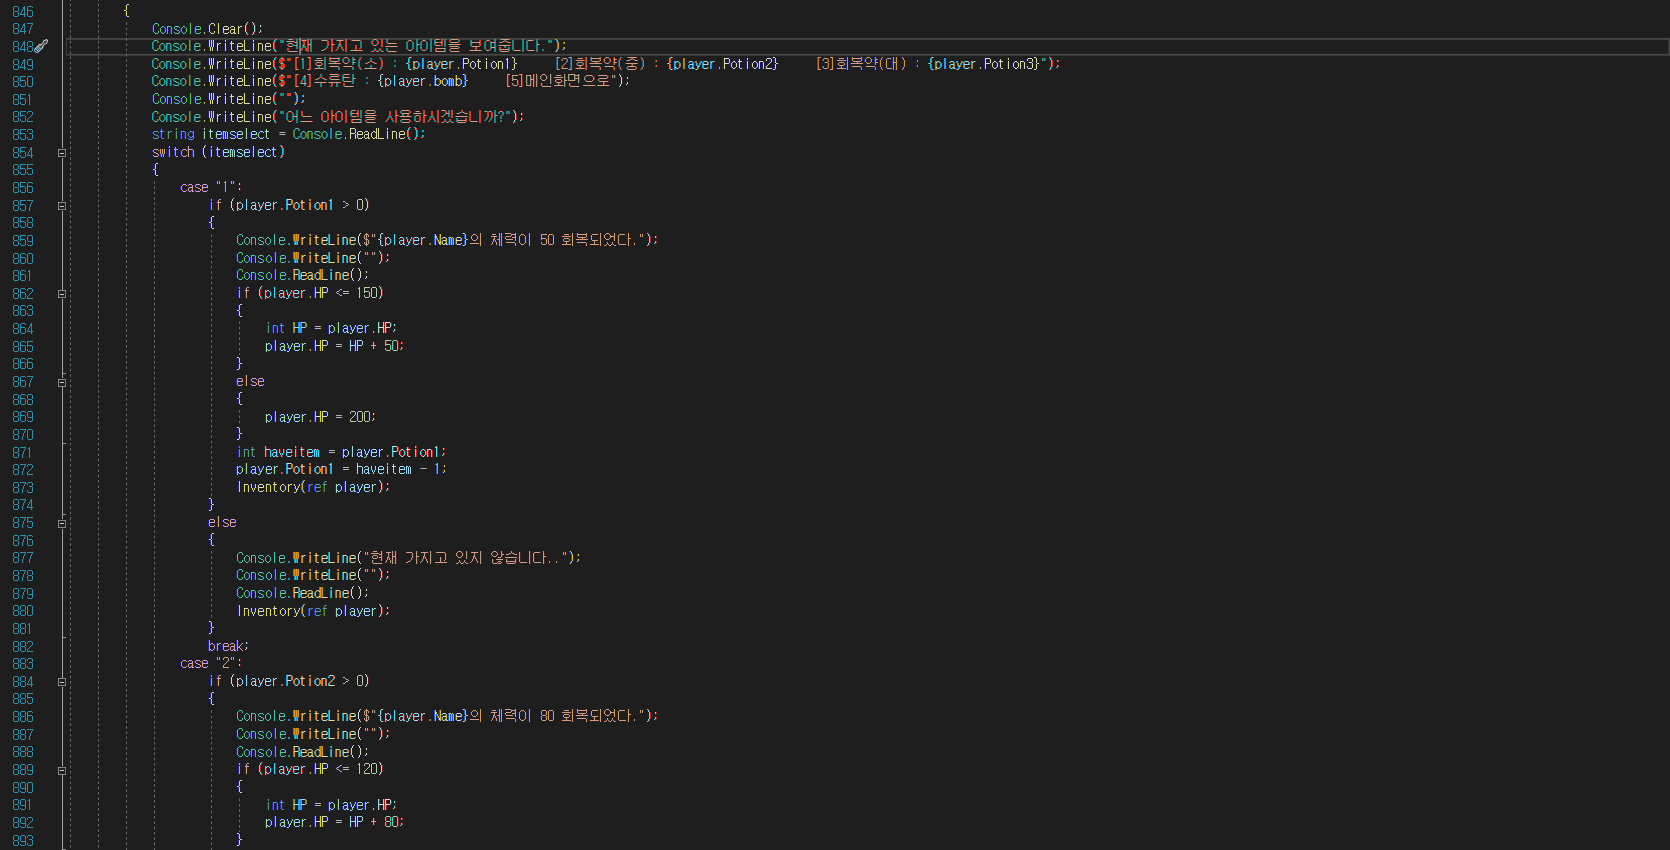 846 {
847 Console.Clear();
848 Console.WriteLine("현재 가지고 있는 아이템을 보여줍니다.");
849 Console.WriteLine($"[1]회복약(소) : {player.Potion1} [2]회복약(중) : {player.Potion2} [3]회복약(대) : {player.Potion3}");
850 Console.WriteLine($"[4]수류탄 : {player.bomb} [5]메인화면으로");
851 Console.WriteLine("");
852 Console.WriteLine("어느 아이템을 사용하시겠습니까?");
853 string itemselect = Console.ReadLine();
854 switch (itemselect)
855 {
856 case "1":
857 if (player.Potion1 > 0)
858 {
859 Console.WriteLine($"{player.Name}의 체력이 50 회복되었다.");
860 Console.WriteLine("");
861 Console.ReadLine();
862 if (player.HP <= 150)
863 {
864 int HP = player.HP;
865 player.HP = HP + 50;
866 }
867 else
868 {
869 player.HP = 200;
870 }
871 int haveitem = player.Potion1;
872 player.Potion1 = haveitem - 1;
873 Inventory(ref player);
874 }
875 else
876 {
877 Console.WriteLine("현재 가지고 있지 않습니다..");
878 Console.WriteLine("");
879 Console.ReadLine();
880 Inventory(ref player);
881 }
882 break;
883 case "2":
884 if (player.Potion2 > 0)
885 {
886 Console.WriteLine($"{player.Name}의 체력이 80 회복되었다.");
887 Console.WriteLine("");
888 Console.ReadLine();
889 if (player.HP <= 120)
890 {
891 int HP = player.HP;
892 player.HP = HP + 80;
893 }